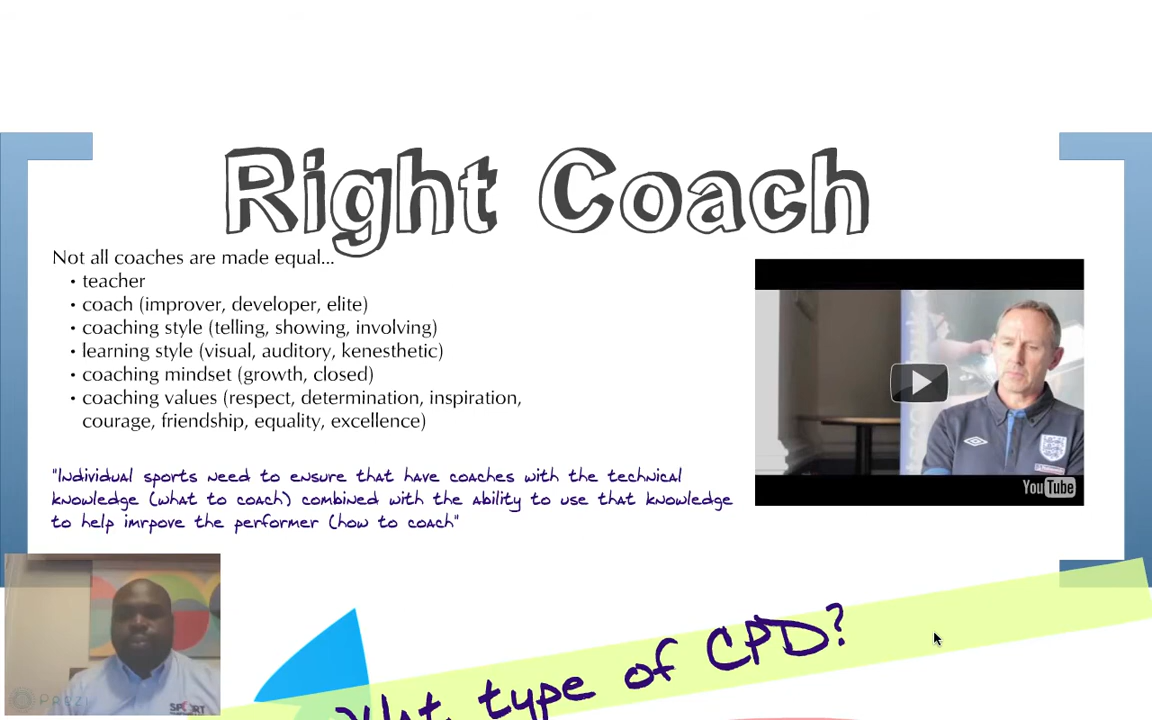 Right Coach
Not all coaches are made equal...
• teacher
• coach (improver, developer, elite)
• coaching style (telling, showing, involving)
• learning style (visual, auditory, kenesthetic)
• coaching mindset (growth, closed)
• coaching values (respect, determination, inspiration,
courage, friendship, equality, excellence)
"Individual sports need to ensure that have coaches with the technical
knowledge (what to coach) combined with the ability to use that knowledge
to help imrpove the performer (how to coach"
YouTube
What type of CPD?
Prezi
SPORT